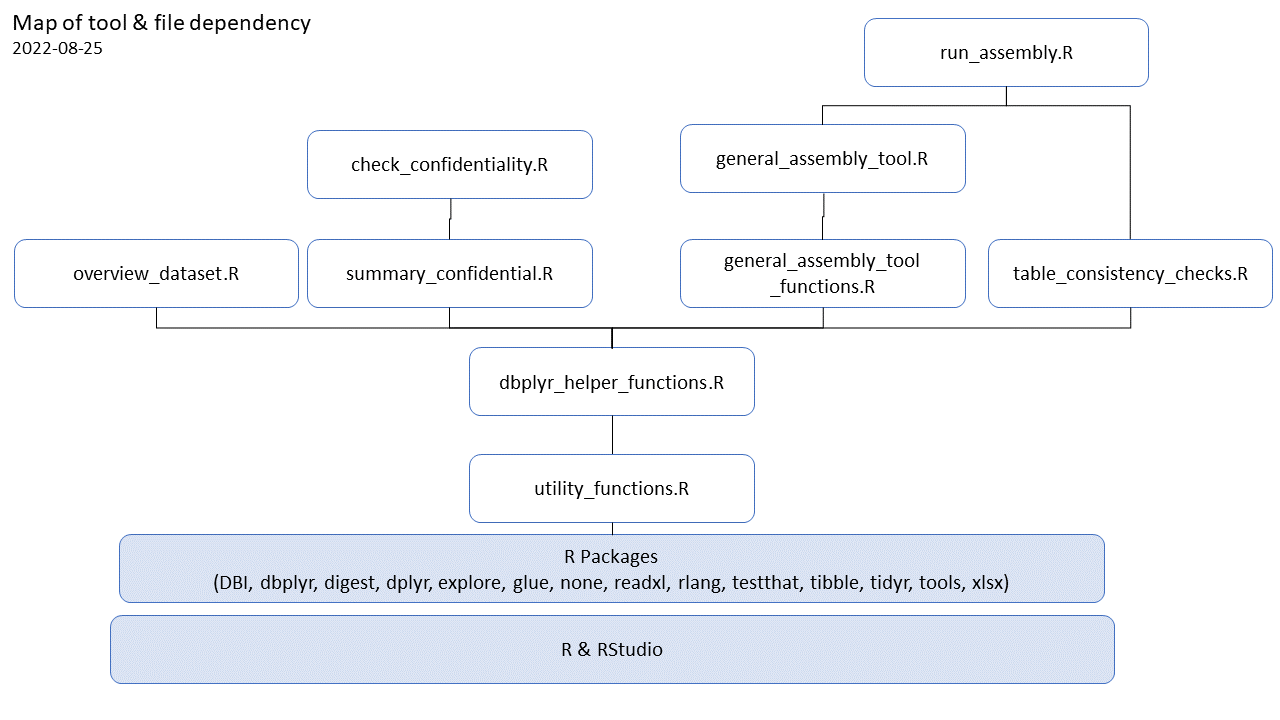 Map of tool & file dependency
2022-08-25
run_assembly.R
check_confidentiality.R
general_assembly_tool.R
overview_dataset.R
summary_confidential.R
general_assembly_tool
_functions.R
table_consistency_checks.R
dbplyr_helper_functions.R
utility_functions.R
R Packages
(DBI, dbplyr, digest, dplyr, explore, glue, none, readxl, rlang, testthat, tibble, tidyr, tools, xlsx)
R & RStudio